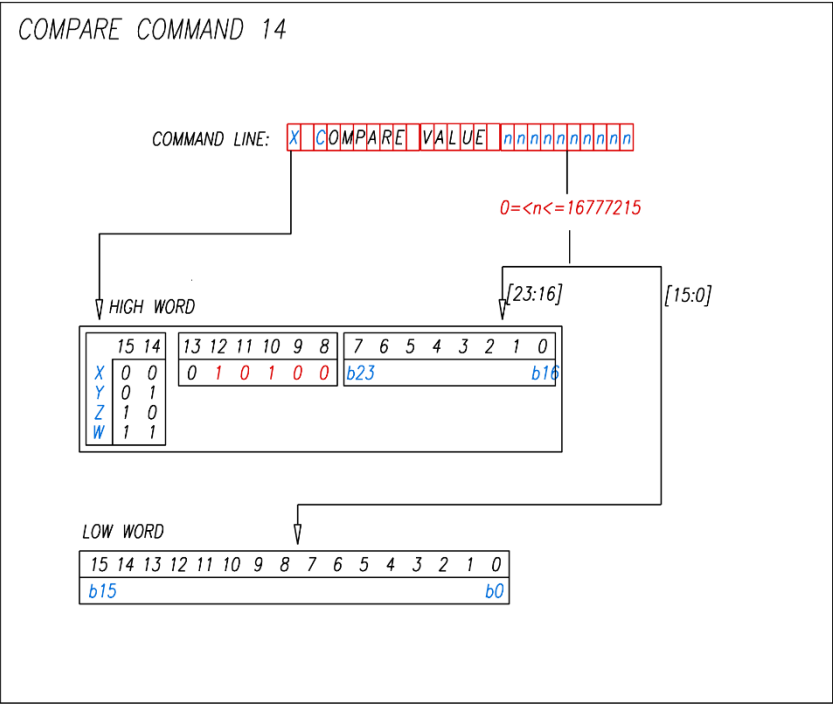 COMPARE COMMAND 14
COMMAND LINE: X COMPARE VALUE nnnnnnnnnn
0=<n<=16777215
[23:16]
[15:0]
HIGH WORD
15 14 13 12 11 10 9 8 7 6 5 4 3 2 1 0
X 0 0 0 1 0 1 0 0 b23 b16
Y 0 1
Z 1 0
W 1 1
LOW WORD
15 14 13 12 11 10 9 8 7 6 5 4 3 2 1 0
b15 b0